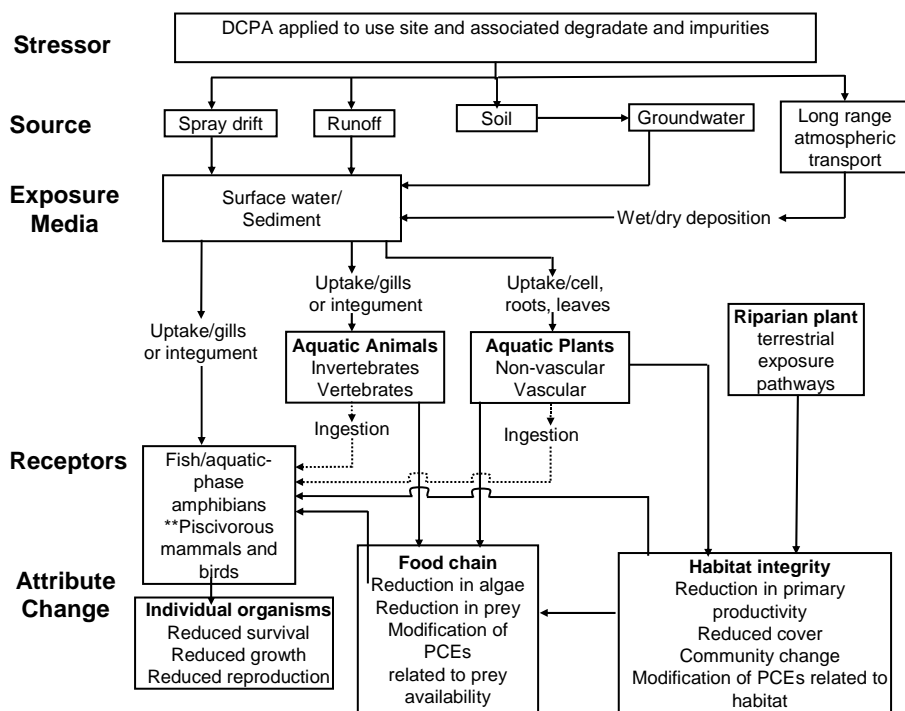 Stressor
DCPA applied to use site and associated degradate and impurities
Source
Spray drift
Runoff
Soil
Groundwater
Long range
atmospheric
transport
Exposure
Media
Surface water/
Sediment
Wet/dry deposition
Uptake/gills
or integument
Uptake/gills
or integument
Uptake/cell,
roots, leaves
Riparian plant
terrestrial
exposure
pathways
Aquatic Animals
Invertebrates
Vertebrates
Aquatic Plants
Non-vascular
Vascular
Ingestion
Ingestion
Receptors
Fish/aquatic-
phase
amphibians
**Piscivorous
mammals and
birds
Attribute
Change
Individual organisms
Reduced survival
Reduced growth
Reduced reproduction
Food chain
Reduction in algae
Reduction in prey
Modification of
PCEs
related to prey
availability
Habitat integrity
Reduction in primary
productivity
Reduced cover
Community change
Modification of PCEs related to
habitat